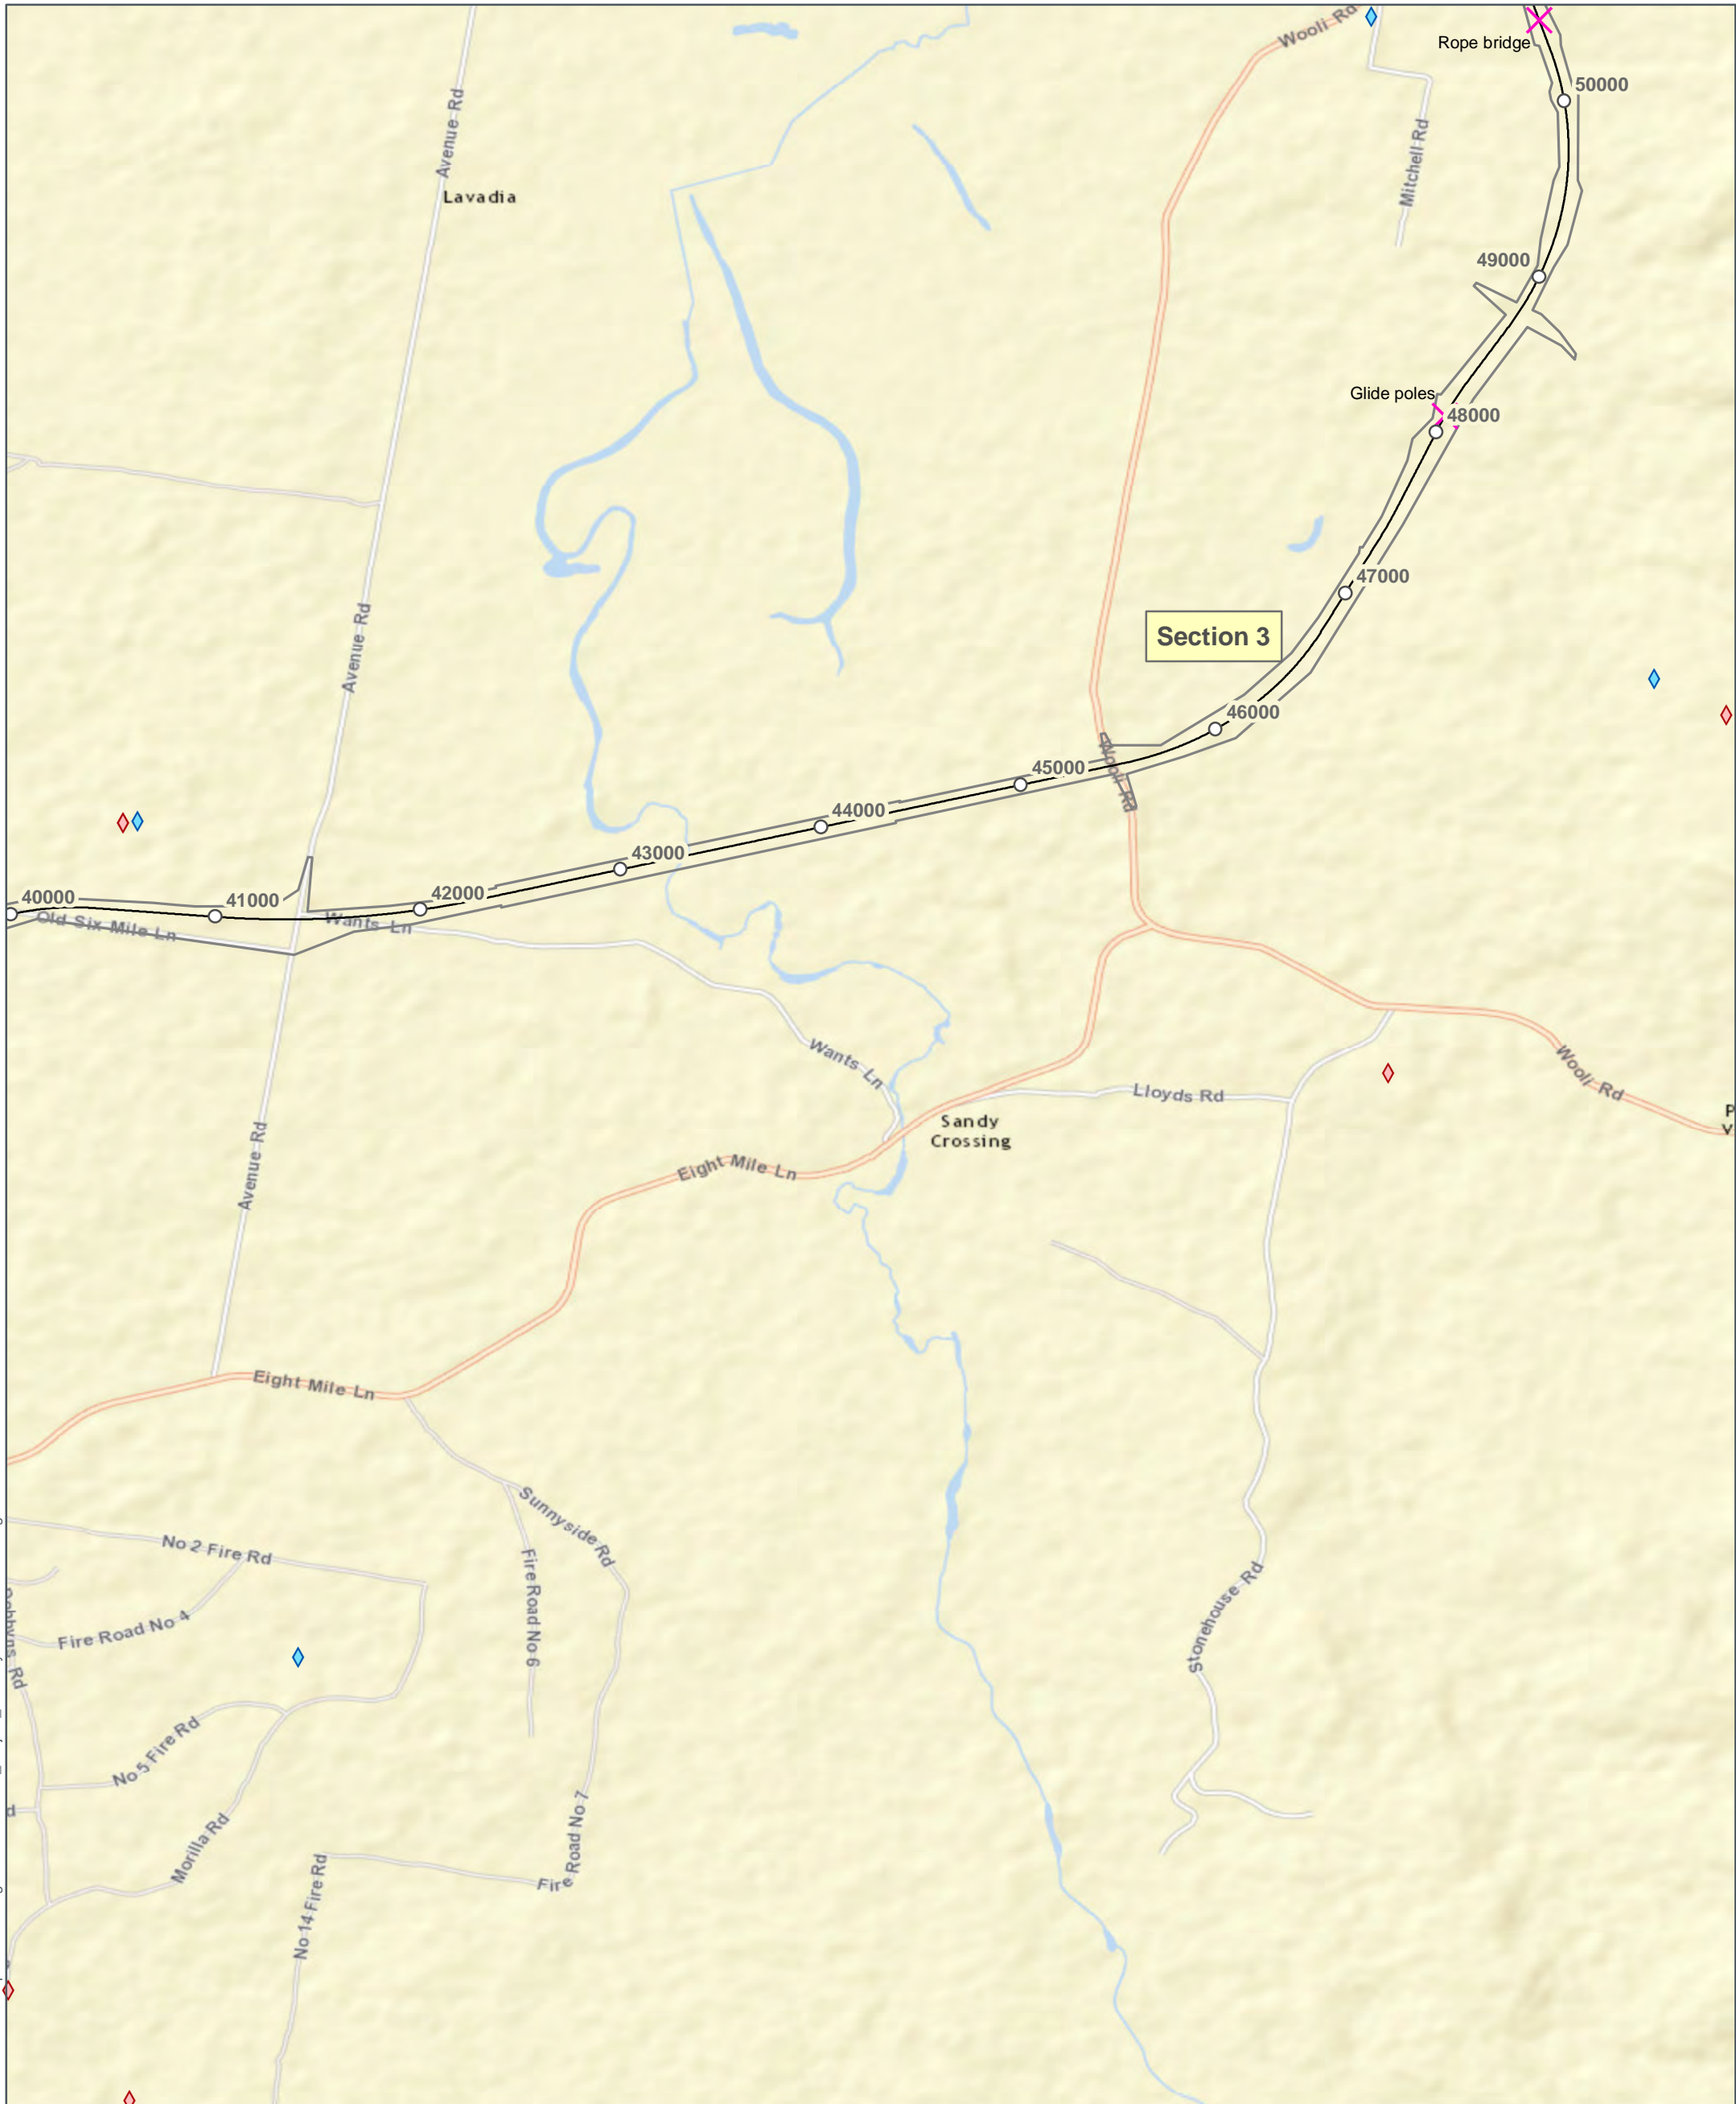 Wooli Rd
Rope bridge
50000
Avenue Rd
Mitchell Rd
Lavadia
49000
Glide poles
48000
47000
Avenue Rd
Section 3
46000
Wooli Rd
45000
44000
43000
42000
41000
40000
Old Six Mile Ln
Wants Ln
Wants Ln
Wooli Rd
Lloyds Rd
Sandy
Crossing
Avenue Rd
Eight Mile Ln
Eight Mile Ln
Sunnyside Rd
No 2 Fire Rd
Fire Road No 6
Fire Road No 4
Stonehouse Rd
No 5 Fire Rd
Morilla Rd
Fire Road No 7
No 14 Fire Rd